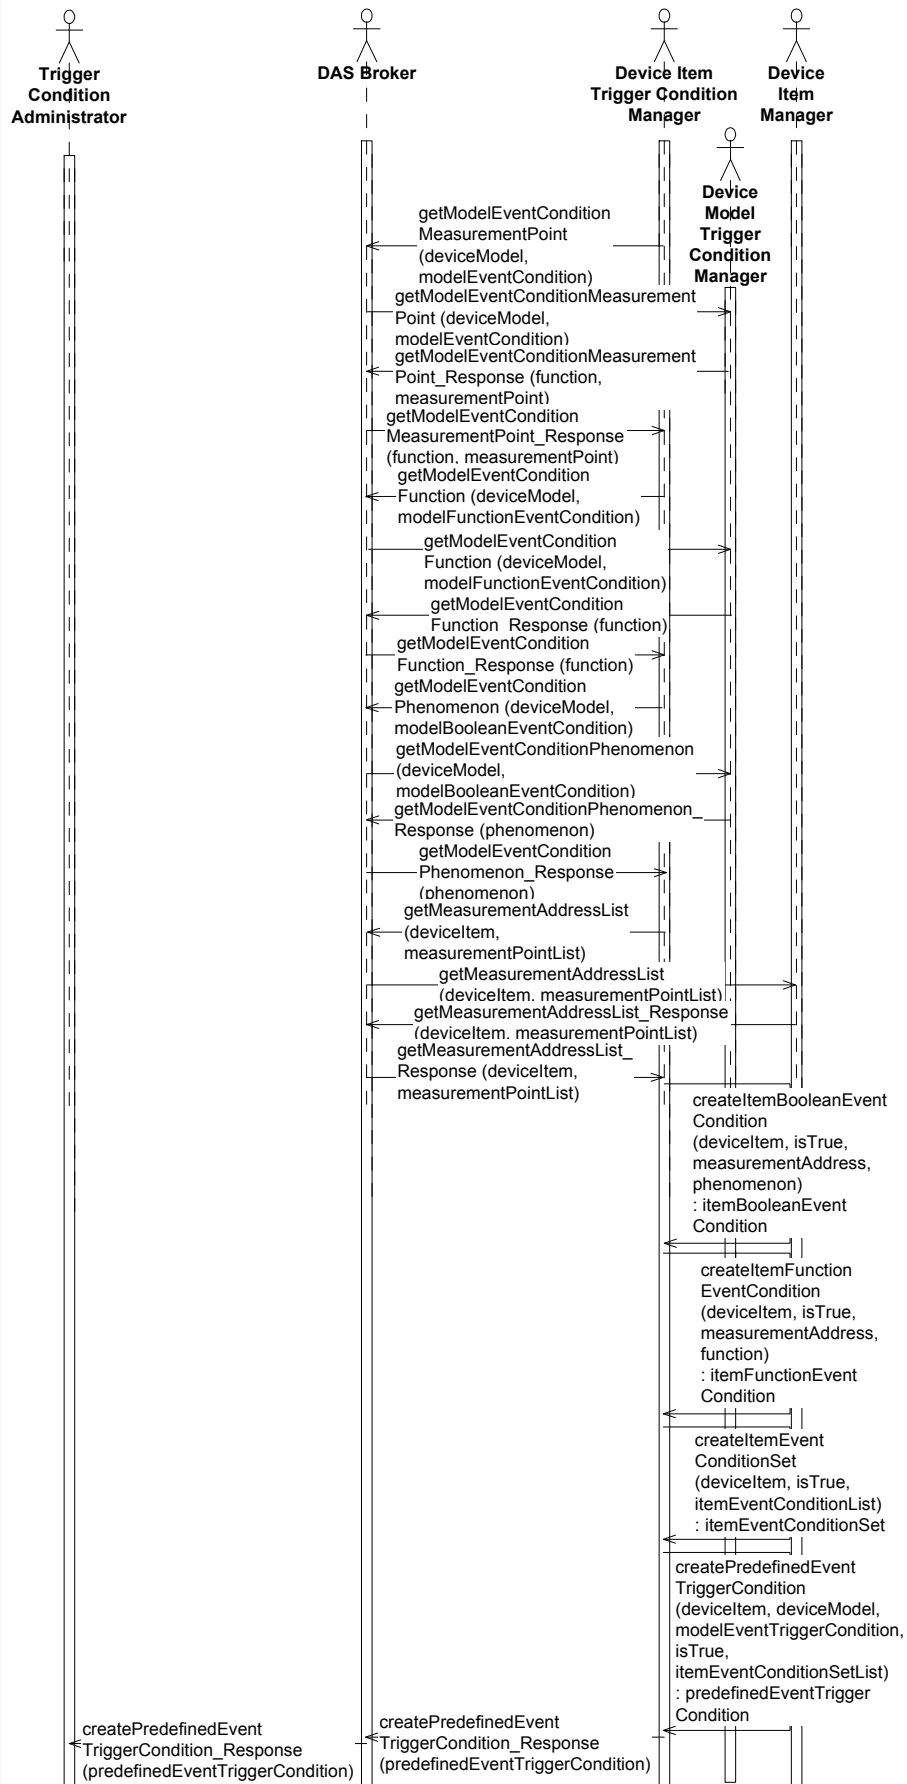 Trigger
Condition
Administrator
DAS Broker
Device Item
Trigger Condition
Manager
Device
Item
Manager
Device
Model
Trigger
Condition
Manager
getModelEventCondition
MeasurementPoint
(deviceModel,
modelEventCondition)
getModelEventConditionMeasurement
Point (deviceModel,
modelEventCondition)
getModelEventConditionMeasurement
Point_Response (function,
measurementPoint)
getModelEventCondition
MeasurementPoint_Response
(function, measurementPoint)
getModelEventCondition
Function (deviceModel,
modelFunctionEventCondition)
getModelEventCondition
Function (deviceModel,
modelFunctionEventCondition)
getModelEventCondition
Function_Response (function)
getModelEventCondition
Function_Response (function)
getModelEventCondition
Phenomenon (deviceModel,
modelBooleanEventCondition)
getModelEventConditionPhenomenon
(deviceModel,
modelBooleanEventCondition)
getModelEventConditionPhenomenon_
Response (phenomenon)
getModelEventCondition
Phenomenon_Response
(phenomenon)
getMeasurementAddressList
(deviceItem,
measurementPointList)
getMeasurementAddressList
(deviceItem, measurementPointList)
getMeasurementAddressList_Response
(deviceItem, measurementPointList)
getMeasurementAddressList_
Response (deviceItem,
measurementPointList)
createItemBooleanEvent
Condition
(deviceItem, isTrue,
measurementAddress,
phenomenon)
: itemBooleanEvent
Condition
createItemFunction
EventCondition
(deviceItem, isTrue,
measurementAddress,
function)
: itemFunctionEvent
Condition
createItemEvent
ConditionSet
(deviceItem, isTrue,
itemEventConditionList)
: itemEventConditionSet
createPredefinedEvent
TriggerCondition
(deviceItem, deviceModel,
modelEventTriggerCondition,
isTrue,
itemEventConditionSetList)
: predefinedEventTrigger
Condition
createPredefinedEvent
TriggerCondition_Response
(predefinedEventTriggerCondition)
createPredefinedEvent
TriggerCondition_Response
(predefinedEventTriggerCondition)